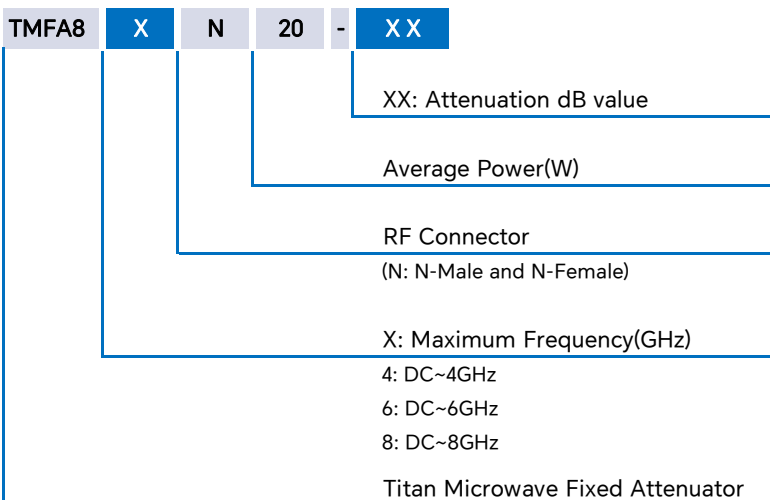 TMFA8 X N 20 - XX
XX: Attenuation dB value
Average Power(W)
RF Connector
(N: N-Male and N-Female)
X: Maximum Frequency(GHz)
4: DC~4GHz
6: DC~6GHz
8: DC~8GHz
Titan Microwave Fixed Attenuator